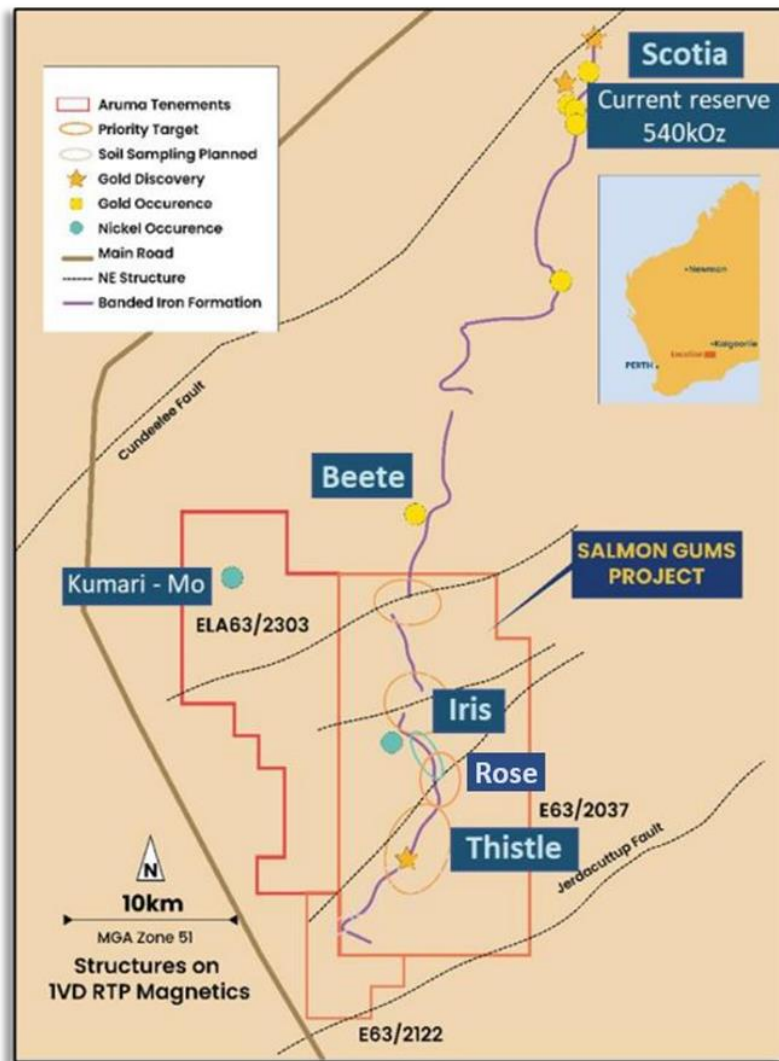 Scotia
Current reserve
540kOz
Aruma Tenements
Priority Target
Soil Sampling Planned
Gold Discovery
Gold Occurence
Nickel Occurence
Main Road
NE Structure
Banded Iron Formation
Newman
Kalgoorlie
Location
PERTH
Cundeelee Fault
Beete
SALMON GUMS
PROJECT
Kumari - Mo
ELA63/2303
Iris
Rose
E63/2037
Thistle
Jerdacuttup Fault
N
10km
MGA Zone 51
Structures on
1VD RTP Magnetics
E63/2122